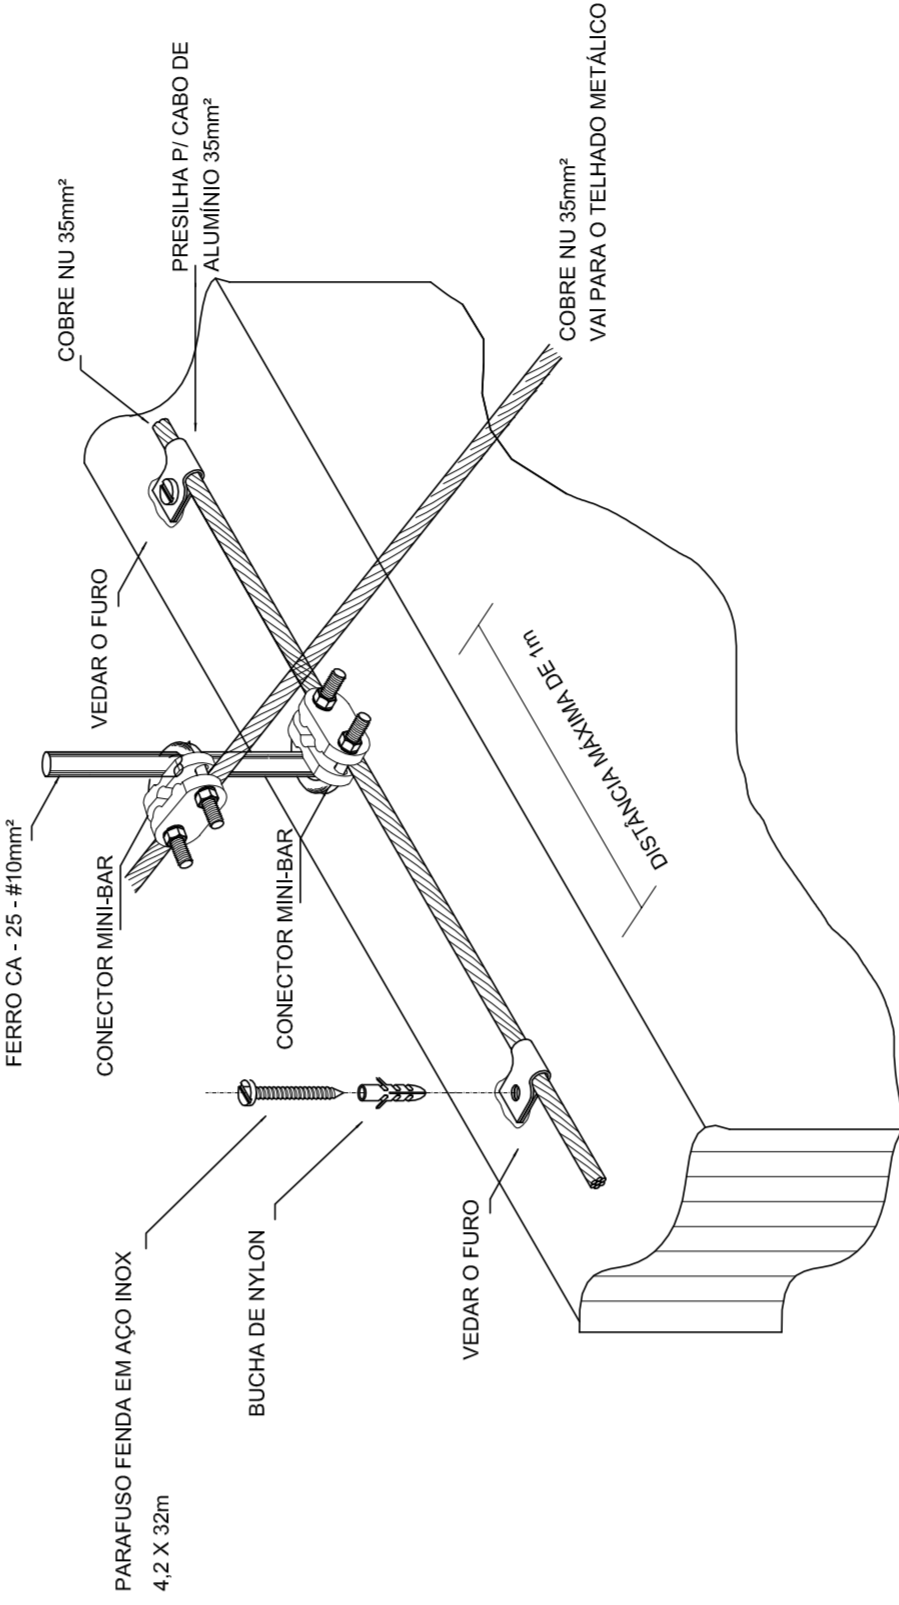 FERRO CA - 25 - #10mm²
CONECTOR MINI-BAR
CONECTOR MINI-BAR
VEDAR O FURO
COBRE NU 35mm²
PRESILHA P/ CABO DE
ALUMÍNIO 35mm²
COBRE NU 35mm²
VAI PARA O TELHADO METÁLICO
DISTÂNCIA MÁXIMA DE 1m
PARAFUSO FENDA EM AÇO INOX
4,2 X 32m
BUCHA DE NYLON
VEDAR O FURO